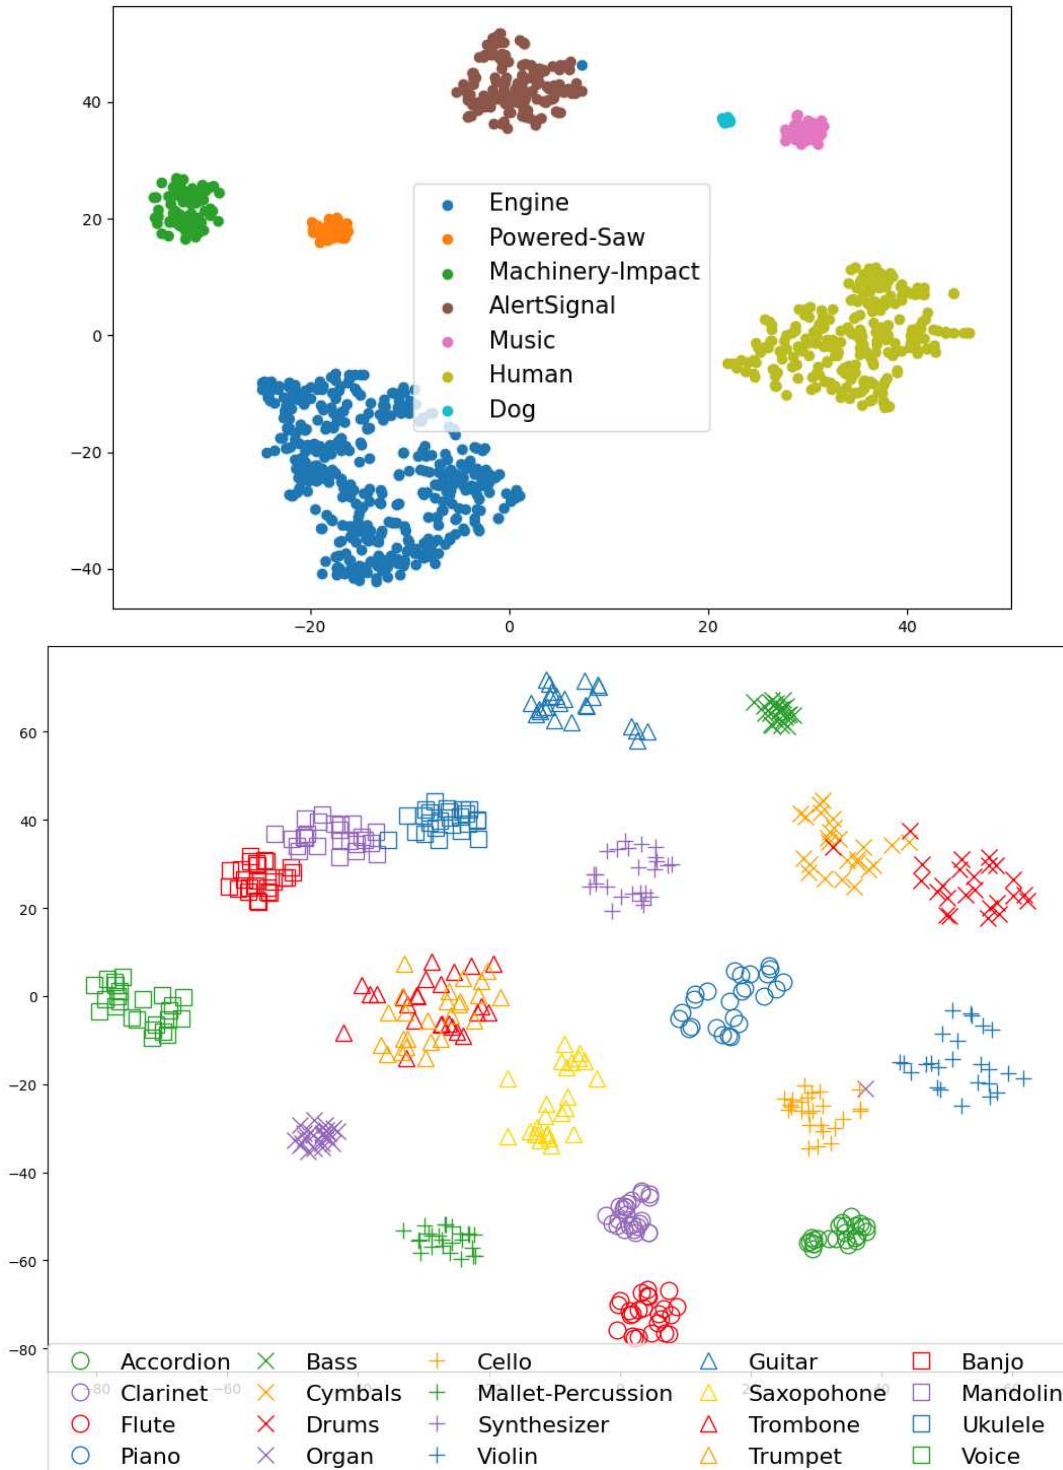 40
20
0
−20
−40
Engine
Powered-Saw
Machinery-Impact
AlertSignal
Music
Human
Dog
−20 0 20 40
60
40
20
0
−20
−40
−60
−80
Accordion Bass Cello Guitar Banjo
−80 −60
Clarinet Cymbals Mallet-Percussion Saxopohone Mandolin
Flute Drums Synthesizer Trombone Ukulele
Piano Organ Violin Trumpet Voice